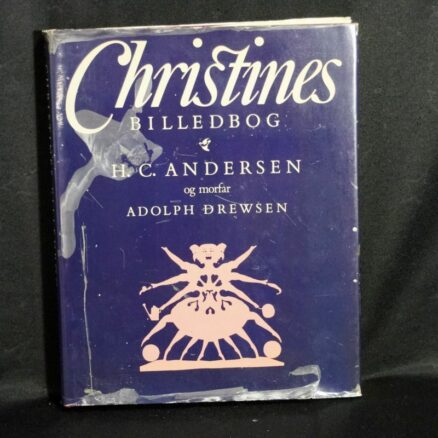 Christines
BILLEDBOG
H. C. ANDERSEN
og morfar
ADOLPH DREWSEN